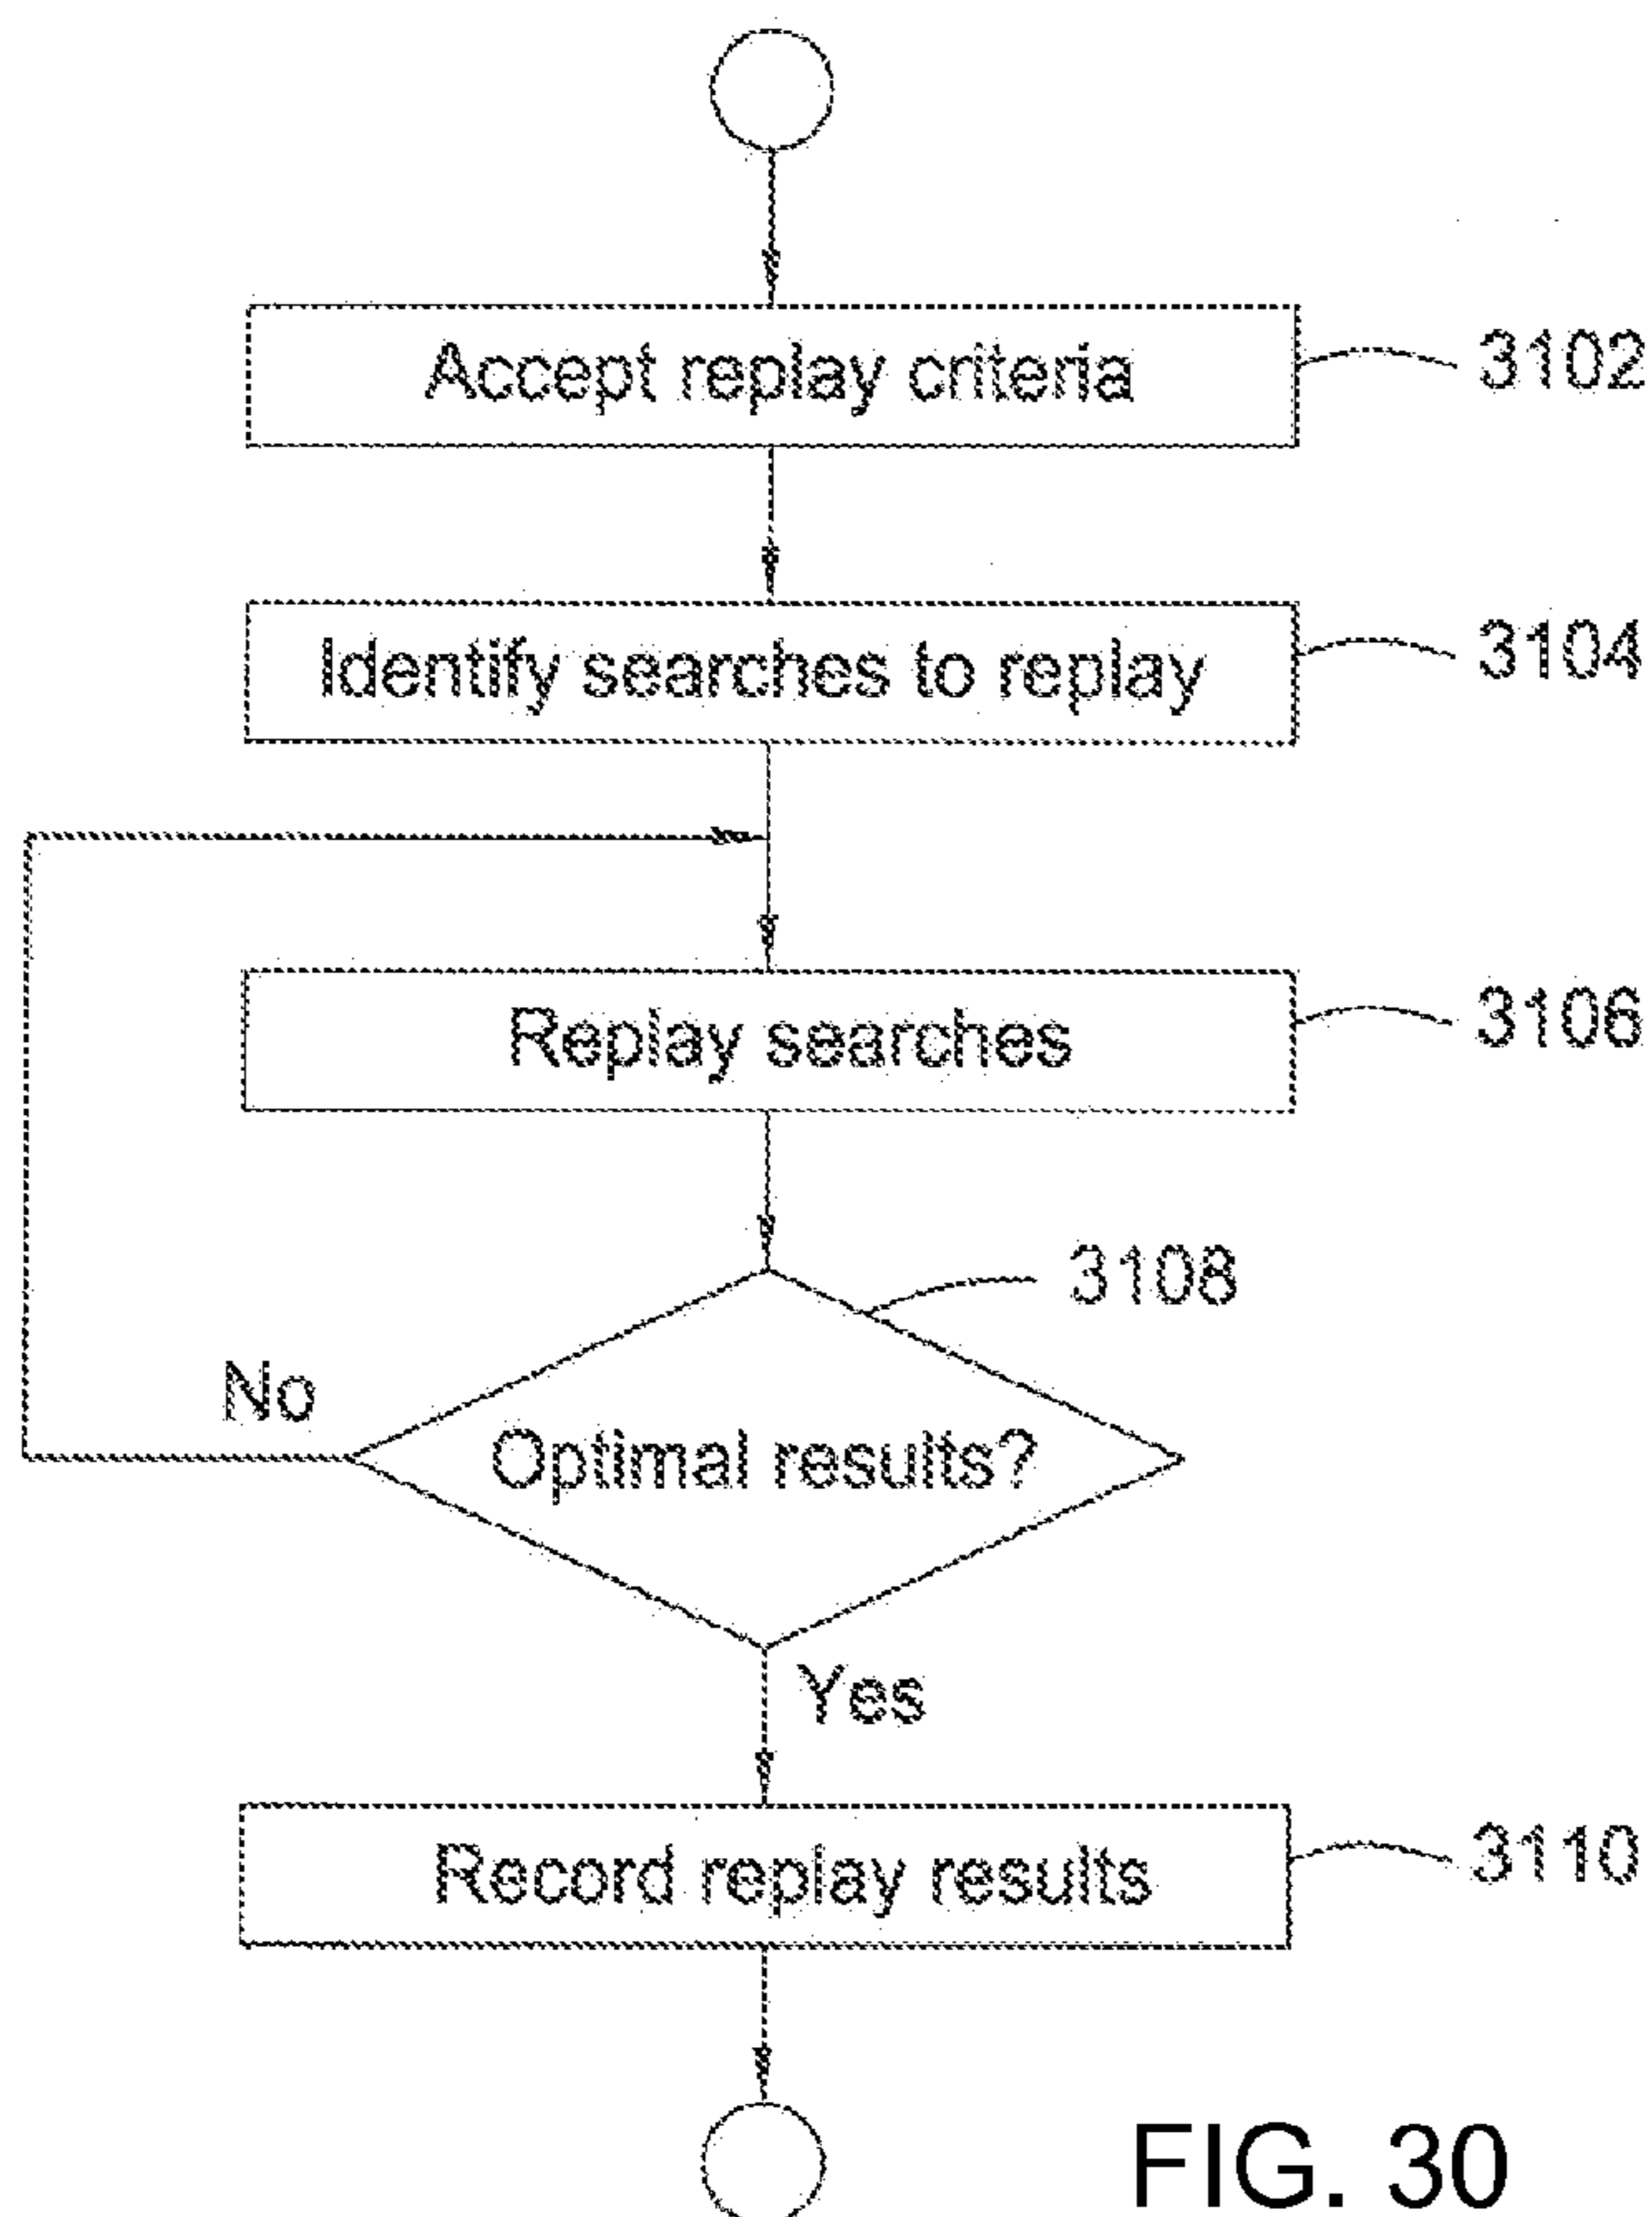 Accept replay criteria
3102
Identify searches to replay
3104
Replay searches
3106
3108
No
Optimal results?
Yes
Record replay results
3110
FIG. 30